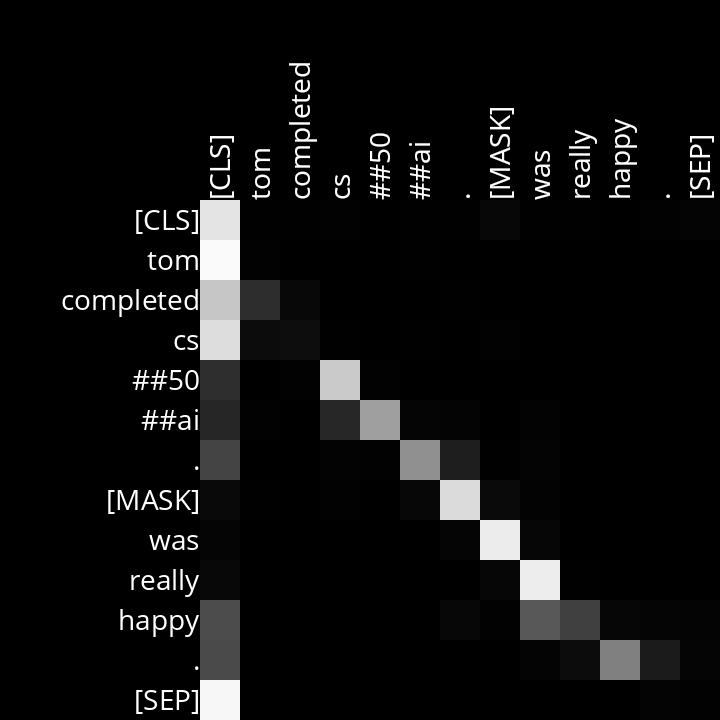 [CLS] tom completed cs ##50 ##ai . [MASK] was really happy . [SEP]
[CLS]
tom
completed
cs
##50
##ai
.
[MASK]
was
really
happy
.
[SEP]